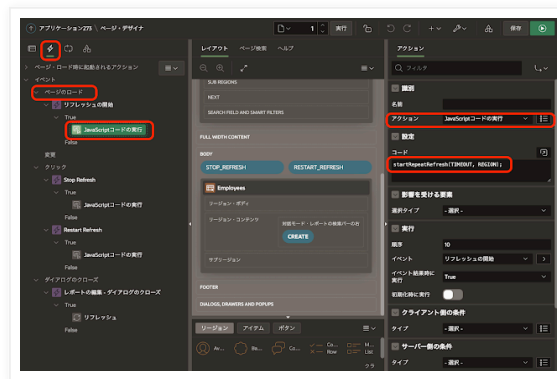 アプリケーション273 \ ページ・デザイナ
1
実行
保存
ページ・ロード時に起動されるアクション
イベント
ページのロード
リフレッシュの開始
True
JavaScriptコードの実行
変更
クリック
Stop Refresh
True
JavaScriptコードの実行
False
Restart Refresh
True
JavaScriptコードの実行
False
ダイアログのクローズ
レポートの編集 - ダイアログのクローズ
True
リフレッシュ
False
レイアウト
ページ検索
ヘルプ
SUB REGIONS
NEXT
SEARCH FIELD AND SMART FILTERS
FULL WIDTH CONTENT
BODY
STOP_REFRESH
RESTART_REFRESH
Employees
リージョン・ボディ
リージョン・コンテンツ
CREATE
サブリージョン
FOOTER
DIALOGS, DRAWERS AND POPUPS
リージョン
アイテム
ボタン
Av...
Ba...
Ca...
Co...
Row
M...
List
クラ
アクション
フィルタ
識別
名前
アクション
JavaScriptコードの実行
設定
コード
startRepeatRefresh(TIMEOUT, REGION);
影響を受ける要素
選択タイプ
- 選択 -
実行
順序
10
イベント
リフレッシュの開始
イベント結果時に実行
True
初期化時に実行
クライアント側の条件
タイプ
- 選択 -
サーバー側の条件
タイプ
- 選択 -